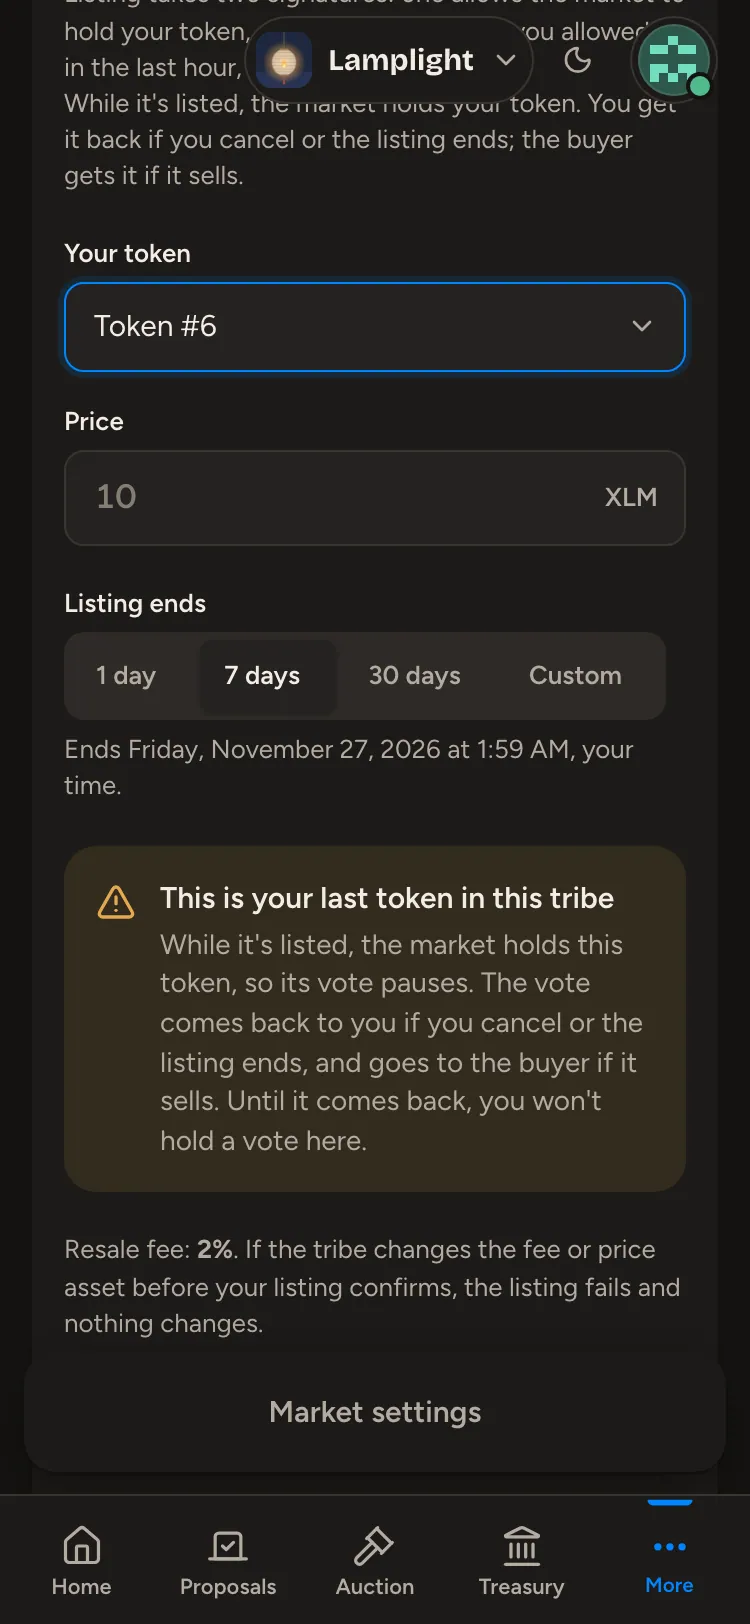 hold your token,
you allowed
in the last hour,
Lamplight
While it's listed, the market holds your token. You get
it back if you cancel or the listing ends; the buyer
gets it if it sells.
Your token
Token #6
Price
10 XLM
Listing ends
1 day 7 days 30 days Custom
Ends Friday, November 27, 2026 at 1:59 AM, your
time.
This is your last token in this tribe
While it's listed, the market holds this
token, so its vote pauses. The vote
comes back to you if you cancel or the
listing ends, and goes to the buyer if it
sells. Until it comes back, you won't
hold a vote here.
Resale fee: 2%. If the tribe changes the fee or price
asset before your listing confirms, the listing fails and
nothing changes.
Market settings
Home Proposals Auction Treasury More